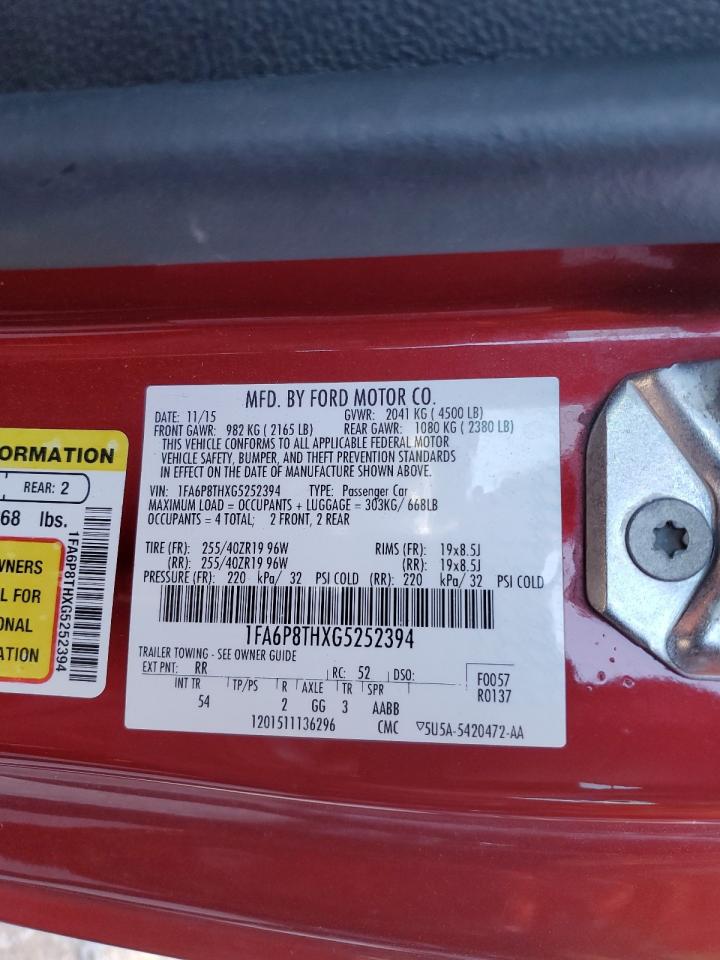 MFD. BY FORD MOTOR CO.
DATE: 11/15 GVWR: 2041 KG ( 4500 LB)
FRONT GAWR: 982 KG ( 2165 LB) REAR GAWR: 1080 KG ( 2380 LB)
THIS VEHICLE CONFORMS TO ALL APPLICABLE FEDERAL MOTOR
VEHICLE SAFETY, BUMPER, AND THEFT PREVENTION STANDARDS
IN EFFECT ON THE DATE OF MANUFACTURE SHOWN ABOVE.
VIN: 1FA6P8THXG5252394 TYPE: Passenger Car
MAXIMUM LOAD = OCCUPANTS + LUGGAGE = 303KG/ 668LB
OCCUPANTS = 4 TOTAL; 2 FRONT, 2 REAR
TIRE (FR): 255/40ZR19 96W RIMS (FR): 19x8.5J
(RR): 255/40ZR19 96W (RR): 19x8.5J
PRESSURE (FR): 220 kPa/ 32 PSI COLD (RR): 220 kPa/ 32 PSI COLD
1FA6P8THXG5252394
TRAILER TOWING - SEE OWNER GUIDE
EXT PNT: RR RC: 52 DSO: F0057
R0137
INT TR TP/PS R AXLE TR SPR
54 2 GG 3 AABB
1201511136296 CMC ▽5U5A-5420472-AA
ORMATION
REAR: 2
68 lbs.
WNERS
L FOR
ONAL
TION
1FA6P8THXG5252394